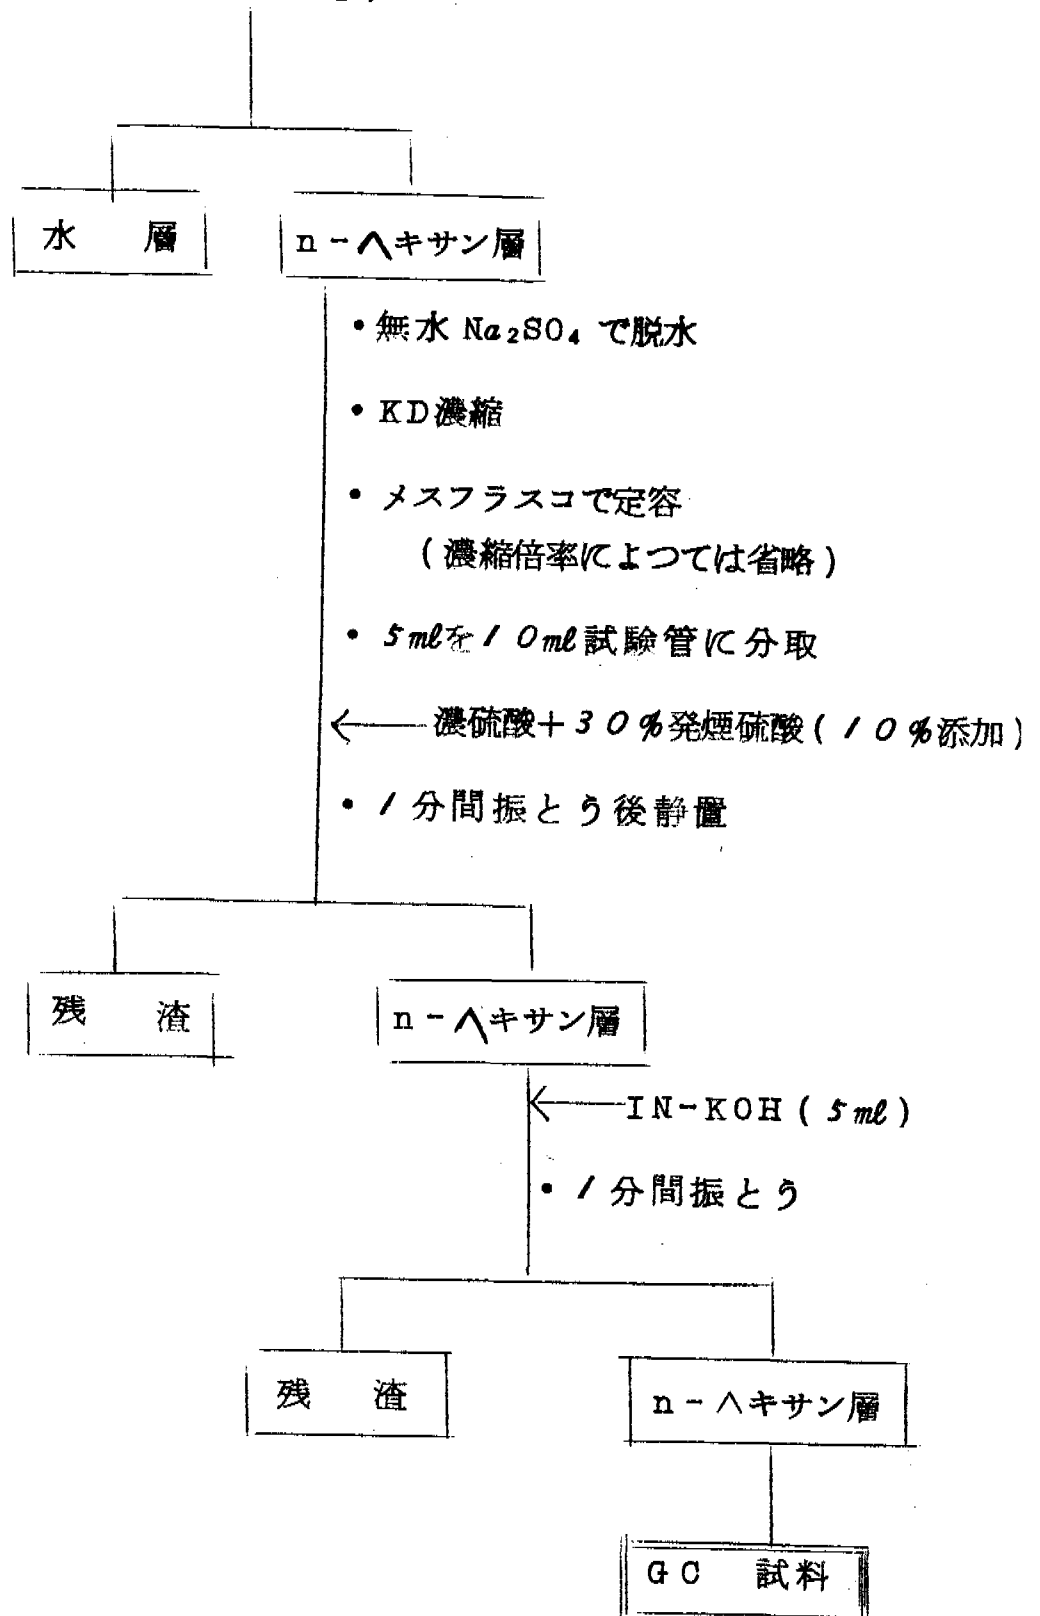 水 層
n-ヘキサン層
・無水 Na₂SO₄ で脱水
・KD濃縮
・メスフラスコで定容
(濃縮倍率によつては省略)
・5mlを10ml試験管に分取
←濃硫酸+30%発煙硫酸(10%添加)
・1分間振とう後静置
残 渣
n-ヘキサン層
←IN-KOH(5ml)
・1分間振とう
残 渣
n-ヘキサン層
GC 試料